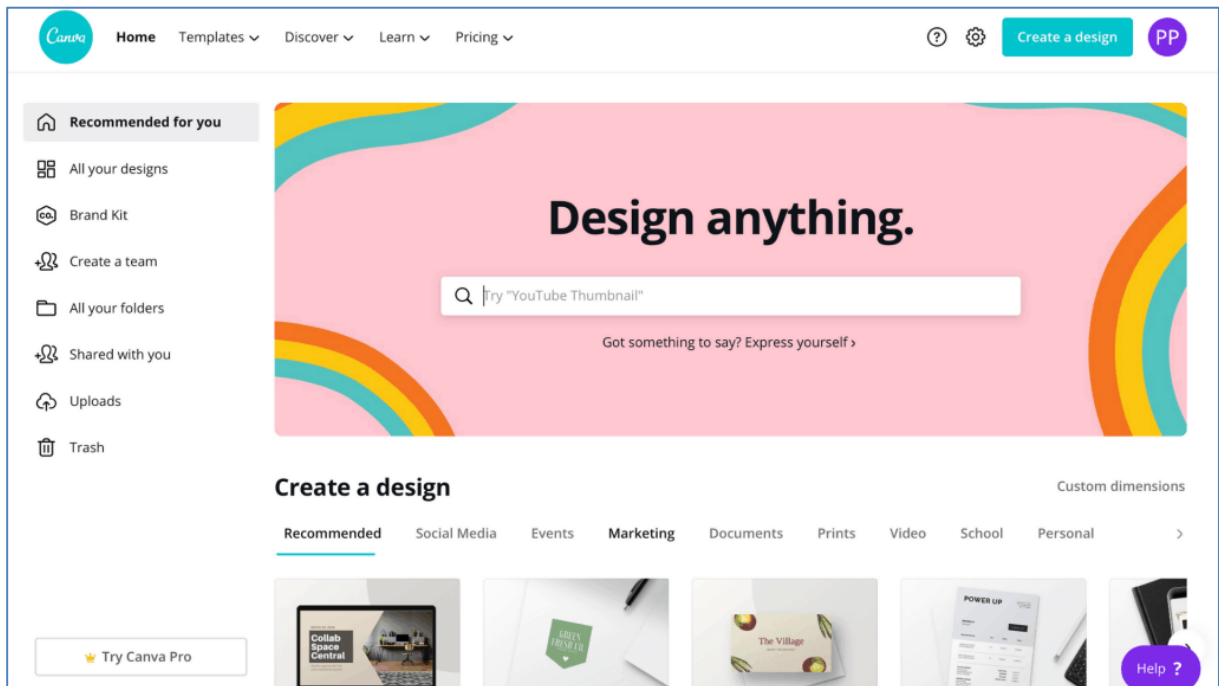 Canva
Home
Templates
Discover
Learn
Pricing
?
Create a design
PP
Recommended for you
All your designs
CO.
Brand Kit
Create a team
All your folders
Shared with you
Uploads
Trash
Try Canva Pro
Design anything.
Try "YouTube Thumbnail"
Got something to say? Express yourself ›
Create a design
Custom dimensions
Recommended
Social Media
Events
Marketing
Documents
Prints
Video
School
Personal
Collab
Space
Central
GREEN
FRESH CO.
The Village
POWER UP
Help ?